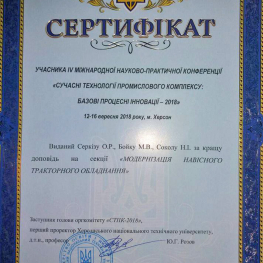 СЕРТИФІКАТ
УЧАСНИКА IV МІЖНАРОДНОЇ НАУКОВО-ПРАКТИЧНОЇ КОНФЕРЕНЦІЇ
«СУЧАСНІ ТЕХНОЛОГІЇ ПРОМИСЛОВОГО КОМПЛЕКСУ:
БАЗОВІ ПРОЦЕСНІ ІННОВАЦІЇ – 2018»
12-16 вересня 2018 року, м. Херсон
Виданий О.Р., Бойку М.В., Соколу Н.І. за кращу
доповідь на секції «МОДЕРНІЗАЦІЯ НАВІСНОГО
ТРАКТОРНОГО ОБЛАДНАННЯ»
Заступник голови оргкомітету «СТПК-2018»,
перший проректор Херсонського національного технічного університету,
д.т.н., професор Ю.Г. Розов